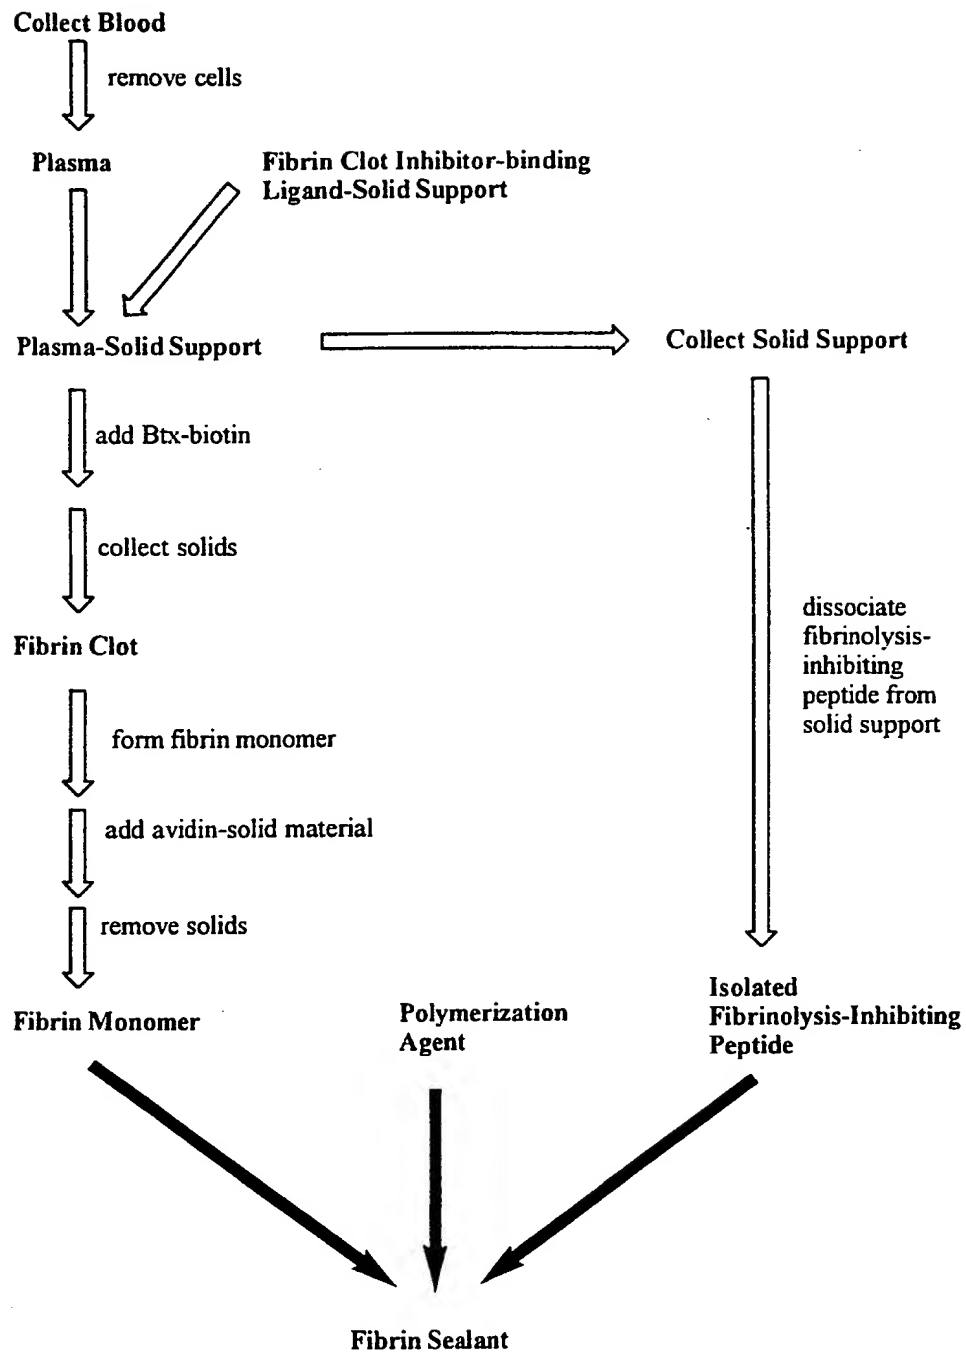 Collect Blood
remove cells
Plasma
Fibrin Clot Inhibitor-binding
Ligand-Solid Support
Plasma-Solid Support
Collect Solid Support
add Btx-biotin
collect solids
dissociate
fibrinolysis-
inhibiting
peptide from
solid support
Fibrin Clot
form fibrin monomer
add avidin-solid material
remove solids
Fibrin Monomer
Polymerization
Agent
Isolated
Fibrinolysis-Inhibiting
Peptide
Fibrin Sealant